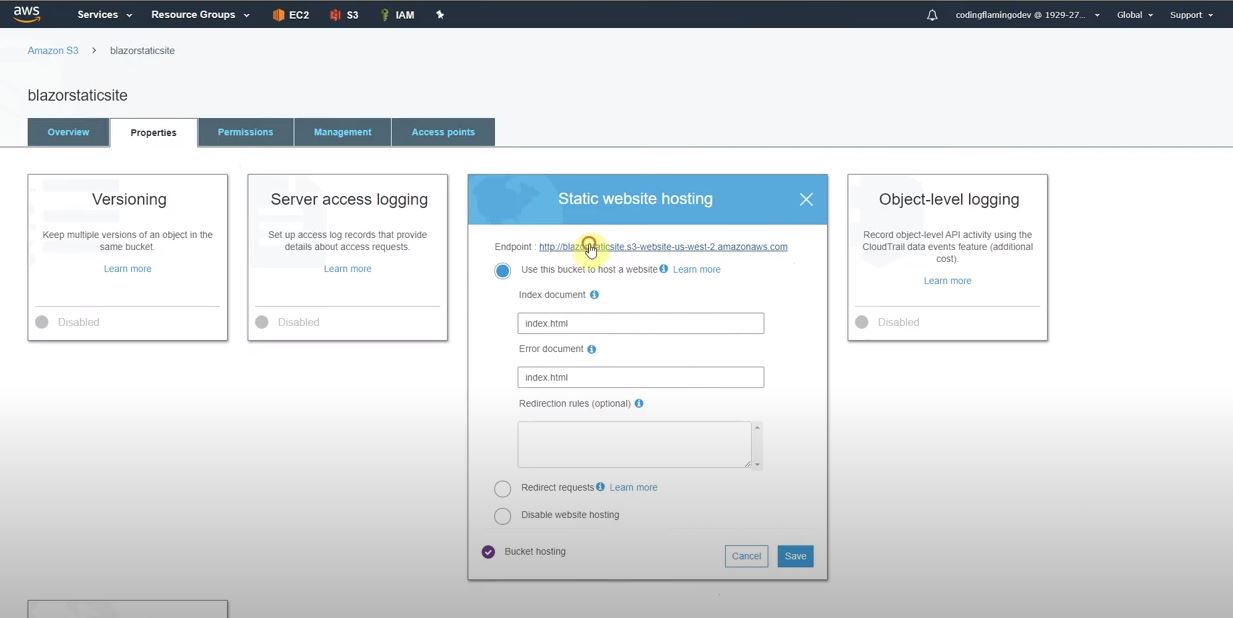 aws Services Resource Groups EC2 S3 IAM codingflamingodev @ 1929-27... Global Support
Amazon S3 > blazorstaticsite
blazorstaticsite
Overview Properties Permissions Management Access points
Versioning
Keep multiple versions of an object in the
same bucket.
Learn more
Disabled
Server access logging
Set up access log records that provide
details about access requests.
Learn more
Disabled
Static website hosting
Endpoint : http://blazorstaticsite.s3-website-us-west-2.amazonaws.com
Use this bucket to host a website Learn more
Index document
index.html
Error document
index.html
Redirection rules (optional)
Redirect requests Learn more
Disable website hosting
Bucket hosting
Cancel Save
Object-level logging
Record object-level API activity using the
CloudTrail data events feature (additional
cost).
Learn more
Disabled